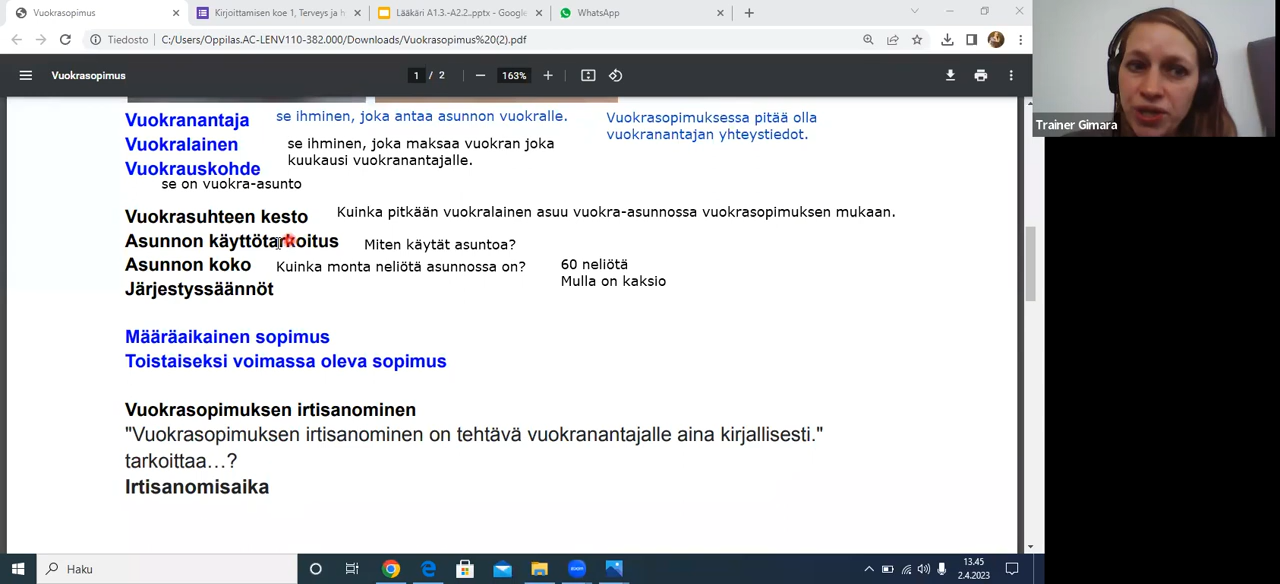 Vuokrasopimus
Kirjoittamisen koe 1, Terveys ja h
Lääkäri A1.3.-A2.2..pptx - Google
WhatsApp
Tiedosto
C:/Users/Oppilas.AC-LENV110-382.000/Downloads/Vuokrasopimus%20(2).pdf
Vuokrasopimus
1 / 2
163%
Trainer Gimara
Vuokranantaja
se ihminen, joka antaa asunnon vuokralle.
Vuokrasopimuksessa pitää olla
vuokranantajan yhteystiedot.
Vuokralainen
se ihminen, joka maksaa vuokran joka
kuukausi vuokranantajalle.
Vuokrauskohde
se on vuokra-asunto
Vuokrasuhteen kesto
Kuinka pitkään vuokralainen asuu vuokra-asunnossa vuokrasopimuksen mukaan.
Asunnon käyttötarkoitus
Miten käytät asuntoa?
Asunnon koko
Kuinka monta neliötä asunnossa on?
60 neliötä
Mulla on kaksio
Järjestyssäännöt
Määräaikainen sopimus
Toistaiseksi voimassa oleva sopimus
Vuokrasopimuksen irtisanominen
"Vuokrasopimuksen irtisanominen on tehtävä vuokranantajalle aina kirjallisesti."
tarkoittaa…?
Irtisanomisaika
Haku
13.45
2.4.2023